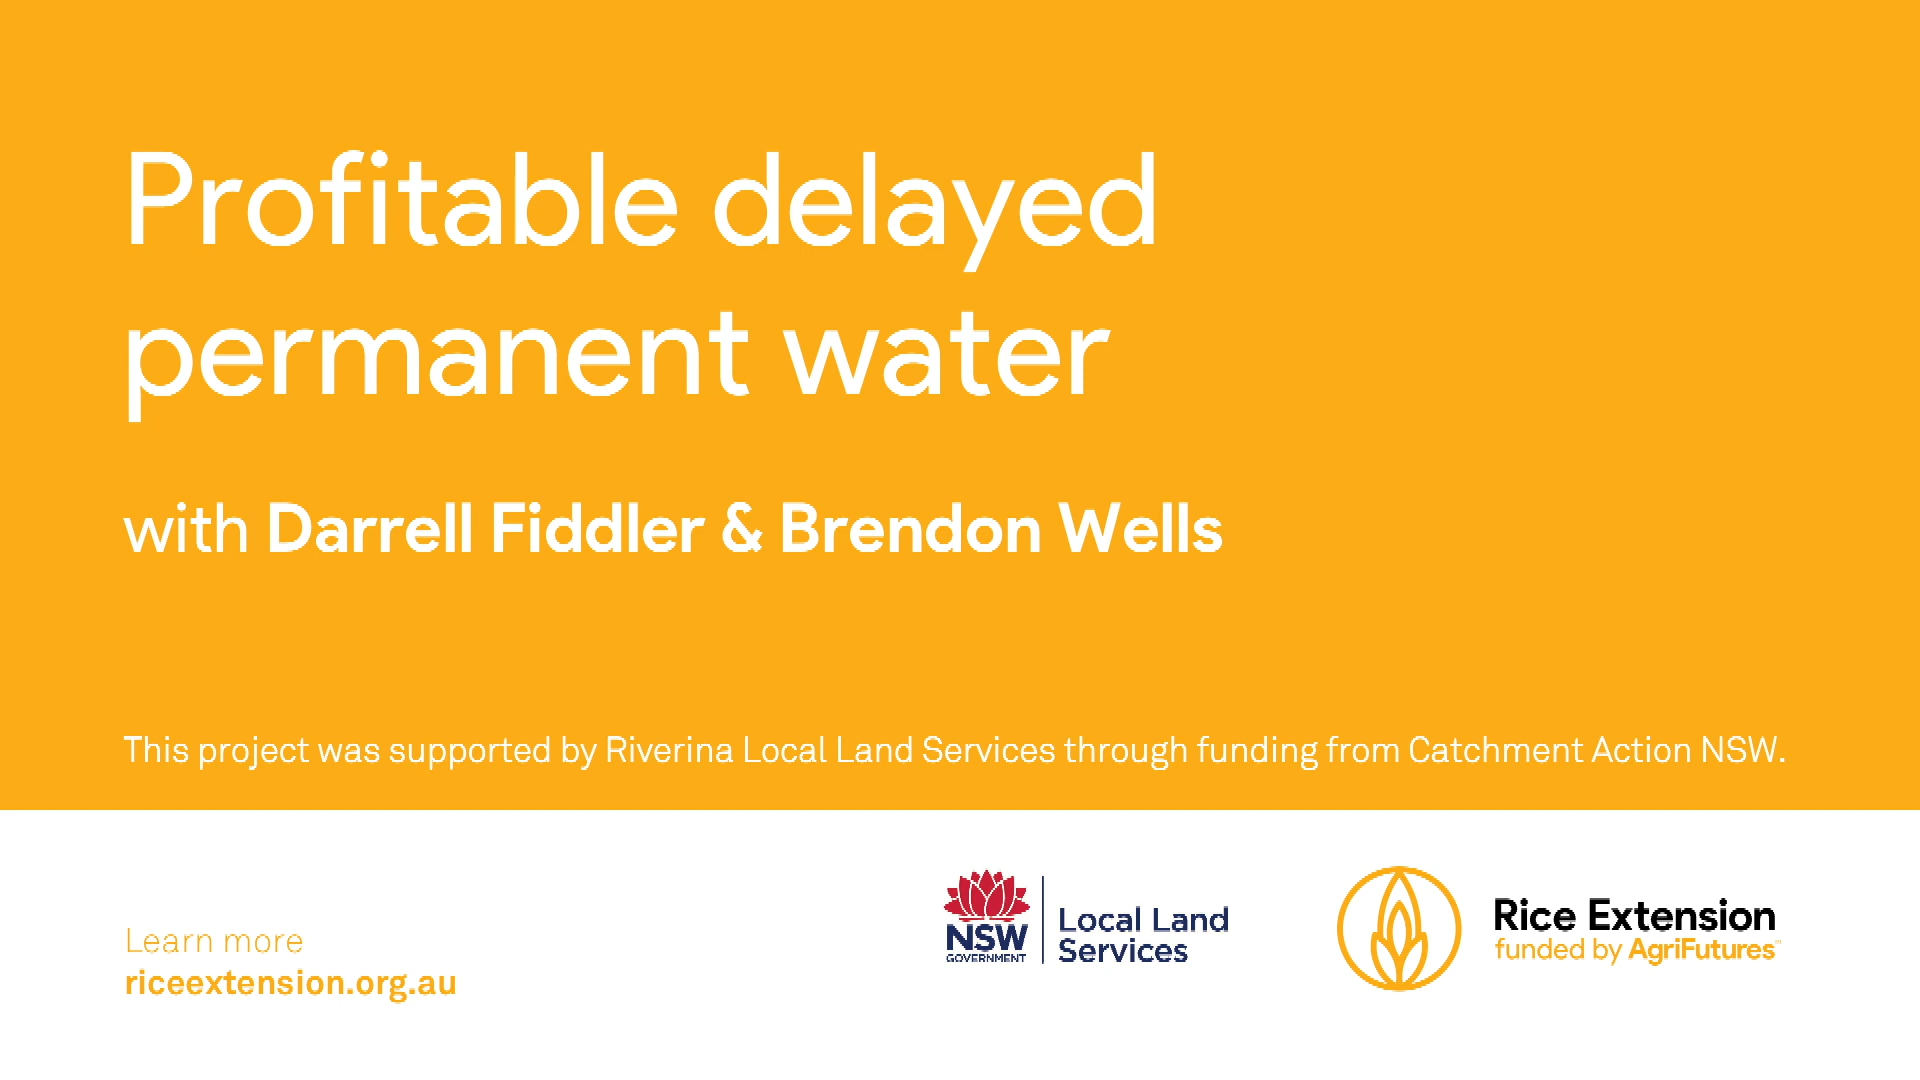 Profitable delayed
permanent water
with Darrell Fiddler & Brendon Wells
This project was supported by Riverina Local Land Services through funding from Catchment Action NSW.
Learn more
riceextension.org.au
NSW
GOVERNMENT
Local Land
Services
Rice Extension
funded by AgriFutures™